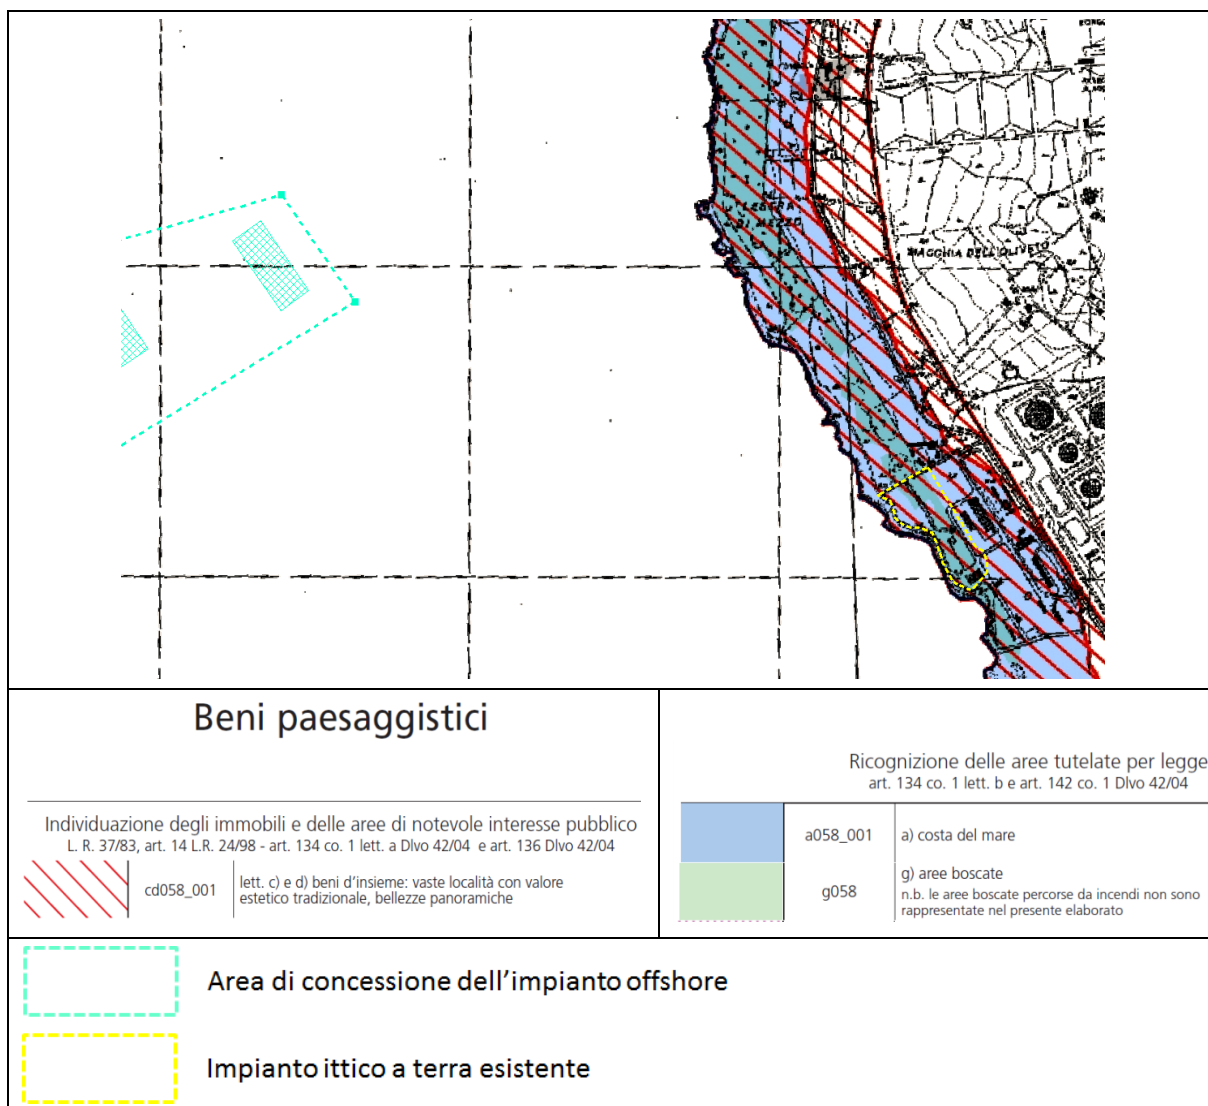 LEGGRA
DI MEZZO
MACCHIA DELL'OLIVETO
Beni paesaggistici
Individuazione degli immobili e delle aree di notevole interesse pubblico
L. R. 37/83, art. 14 L.R. 24/98 - art. 134 co. 1 lett. a Dlvo 42/04 e art. 136 Dlvo 42/04
cd058_001
lett. c) e d) beni d'insieme: vaste località con valore
estetico tradizionale, bellezze panoramiche
Ricognizione delle aree tutelate per legge
art. 134 co. 1 lett. b e art. 142 co. 1 Dlvo 42/04
a058_001
a) costa del mare
g058
g) aree boscate
n.b. le aree boscate percorse da incendi non sono
rappresentate nel presente elaborato
Area di concessione dell'impianto offshore
Impianto ittico a terra esistente